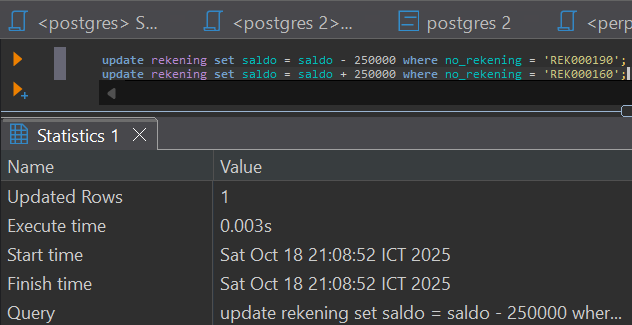 <postgres> S... <postgres 2>... postgres 2 <perp
update rekening set saldo = saldo - 250000 where no_rekening = 'REK000190';
update rekening set saldo = saldo + 250000 where no_rekening = 'REK000160';
Statistics 1
Name Value
Updated Rows 1
Execute time 0.003s
Start time Sat Oct 18 21:08:52 ICT 2025
Finish time Sat Oct 18 21:08:52 ICT 2025
Query update rekening set saldo = saldo - 250000 wher...